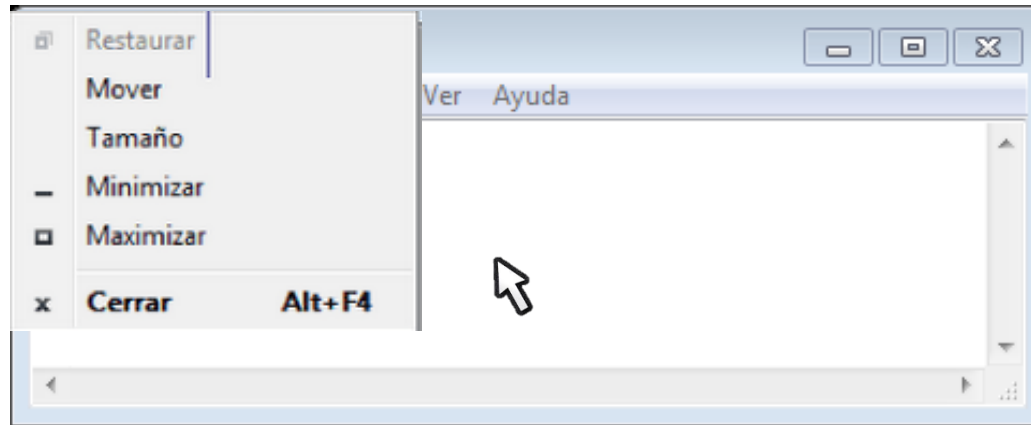 Restaurar
Mover
Ver Ayuda
Tamaño
Minimizar
Maximizar
Cerrar Alt+F4